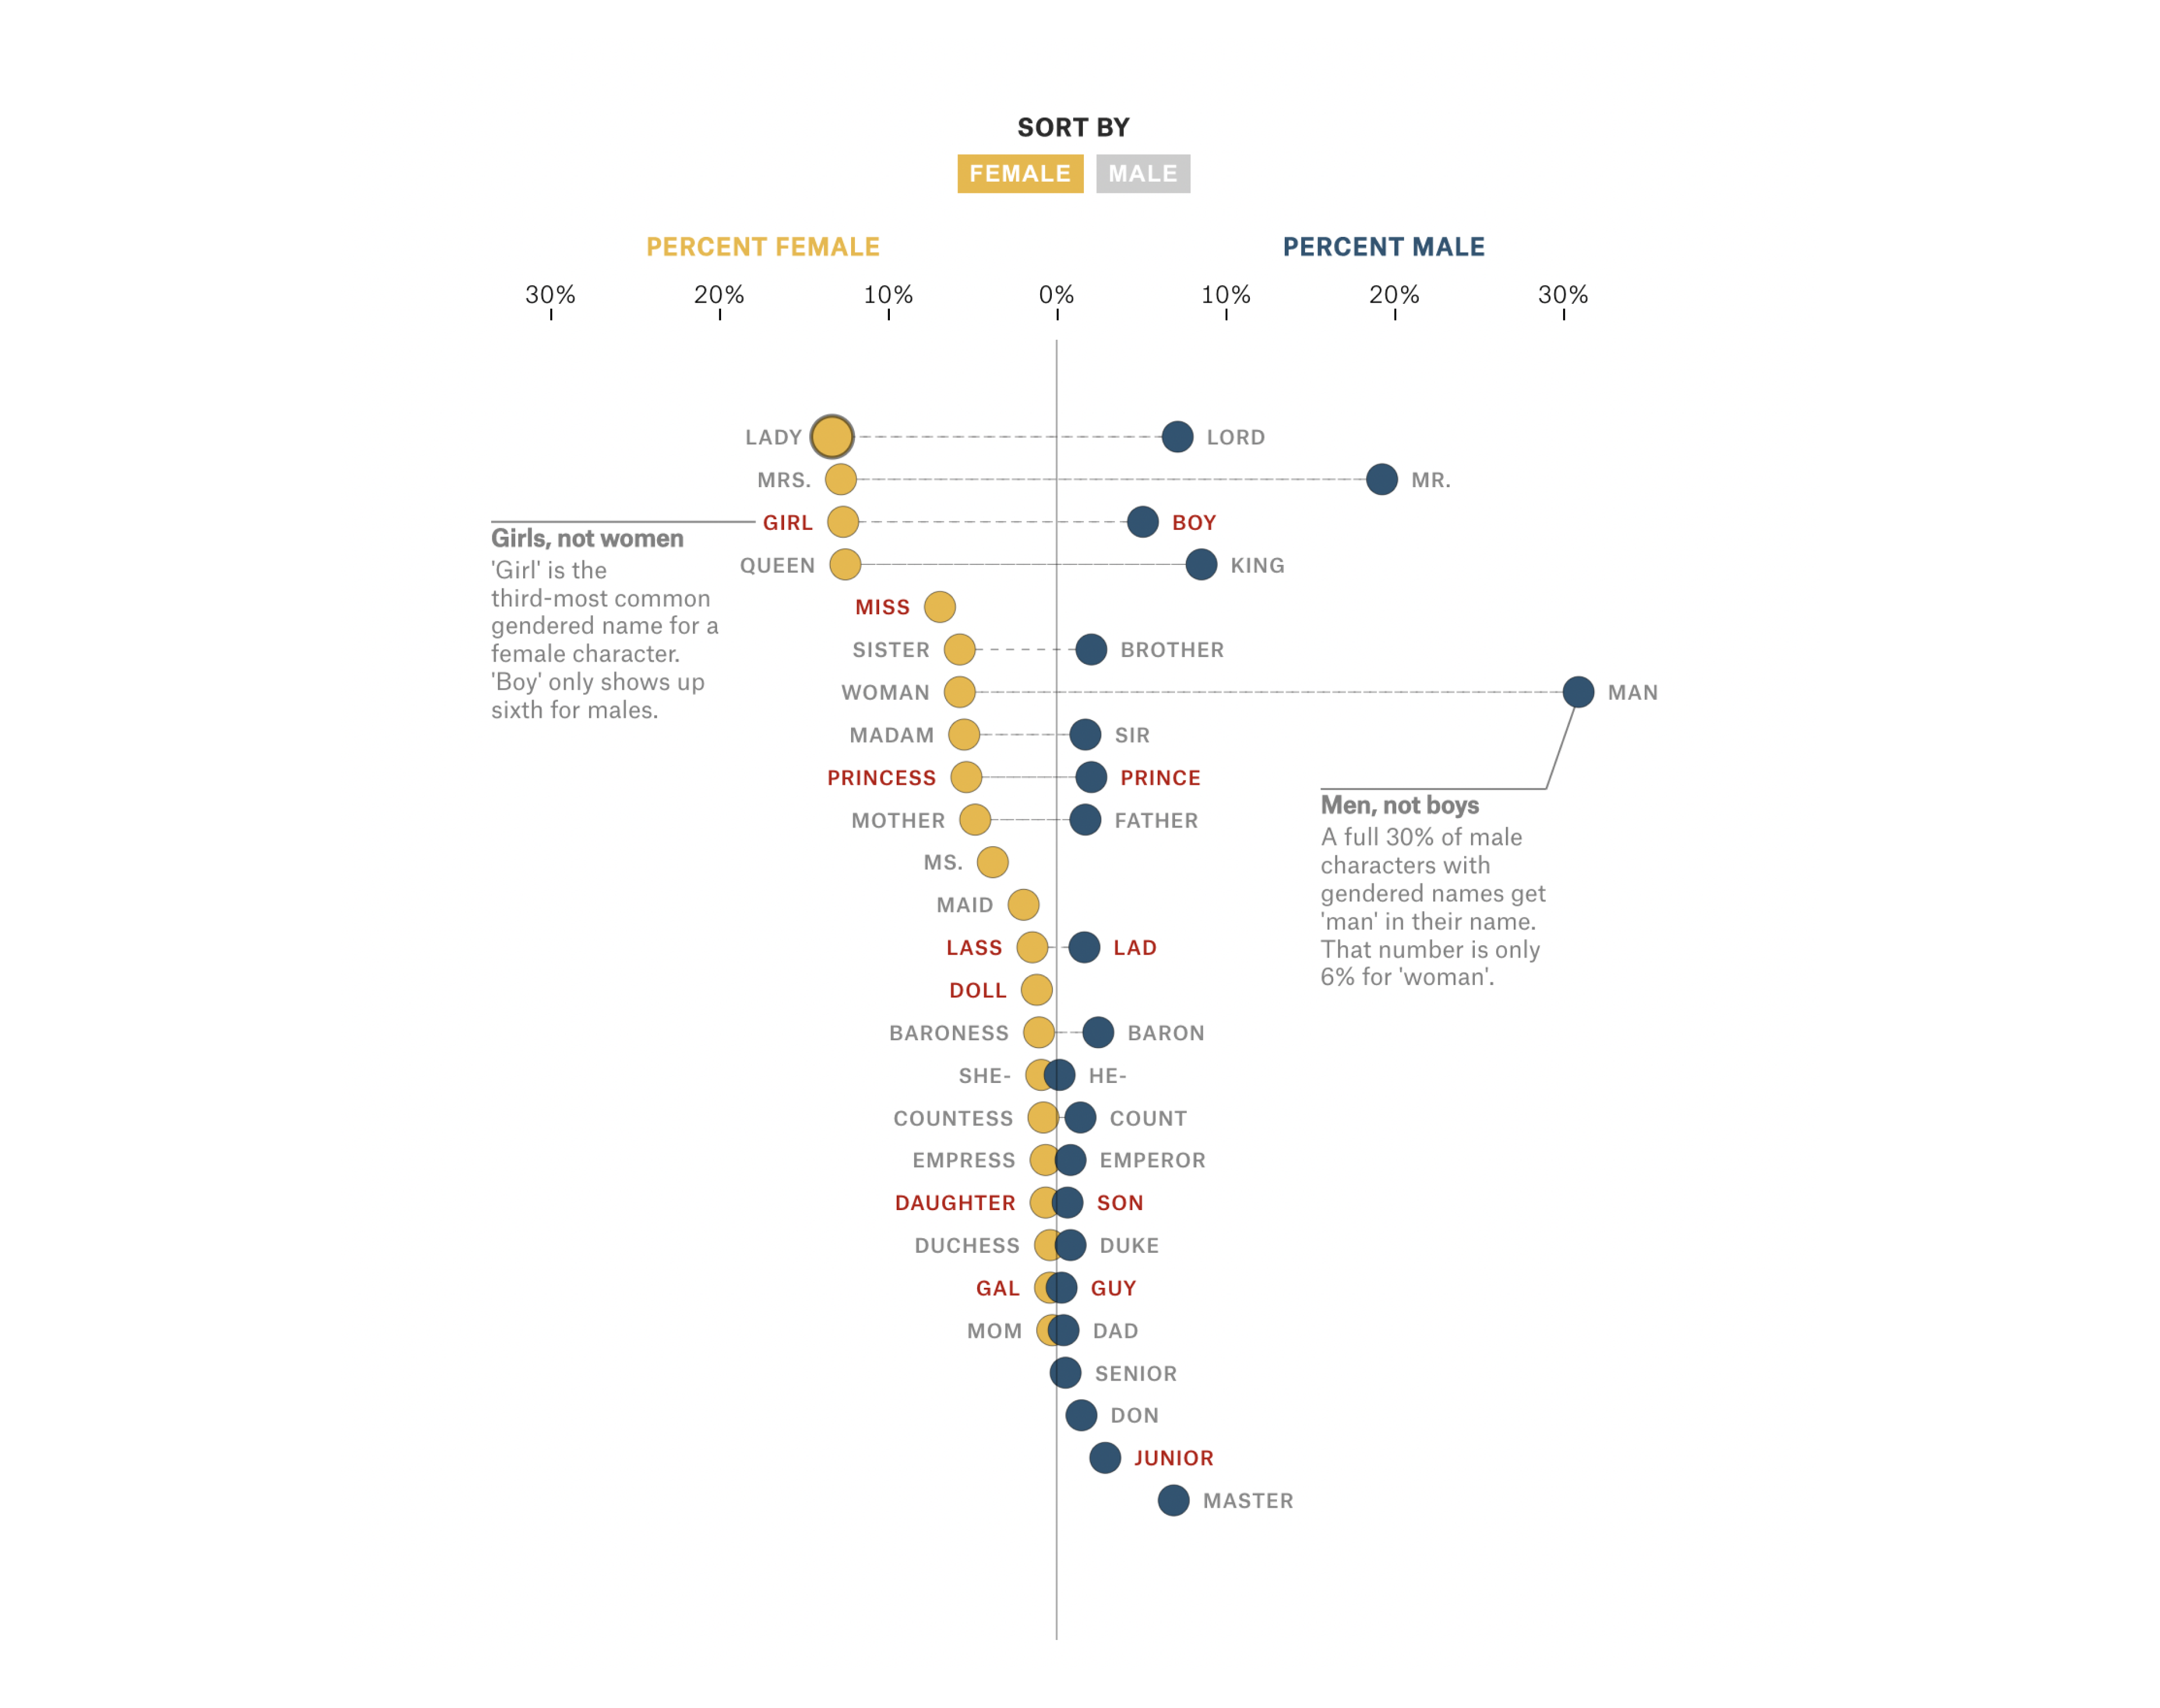 SORT BY
FEMALE MALE
PERCENT FEMALE PERCENT MALE
30% 20% 10% 0% 10% 20% 30%
LADY LORD
MRS. MR.
GIRL BOY
Girls, not women
'Girl' is the
third-most common
gendered name for a
female character.
'Boy' only shows up
sixth for males.
QUEEN KING
MISS
SISTER BROTHER
WOMAN MAN
MADAM SIR
PRINCESS PRINCE
Men, not boys
A full 30% of male
characters with
gendered names get
'man' in their name.
That number is only
6% for 'woman'.
MOTHER FATHER
MS.
MAID
LASS LAD
DOLL
BARONESS BARON
SHE- HE-
COUNTESS COUNT
EMPRESS EMPEROR
DAUGHTER SON
DUCHESS DUKE
GAL GUY
MOM DAD
SENIOR
DON
JUNIOR
MASTER